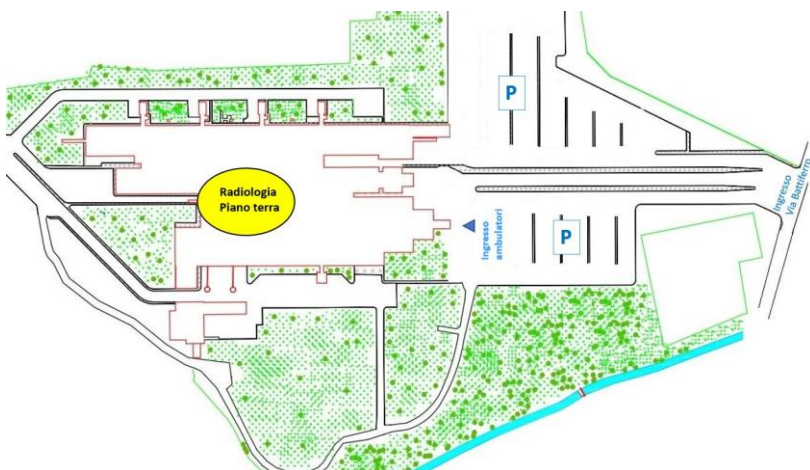 P
Radiologia
Piano terra
Ingresso
ambulatori
P
Ingresso
Via Battiferro